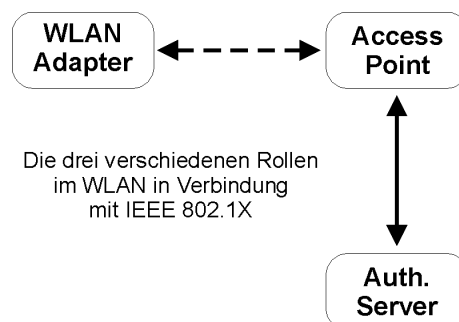 WLAN
Adapter
Access
Point
Die drei verschiedenen Rollen
im WLAN in Verbindung
mit IEEE 802.1X
Auth.
Server